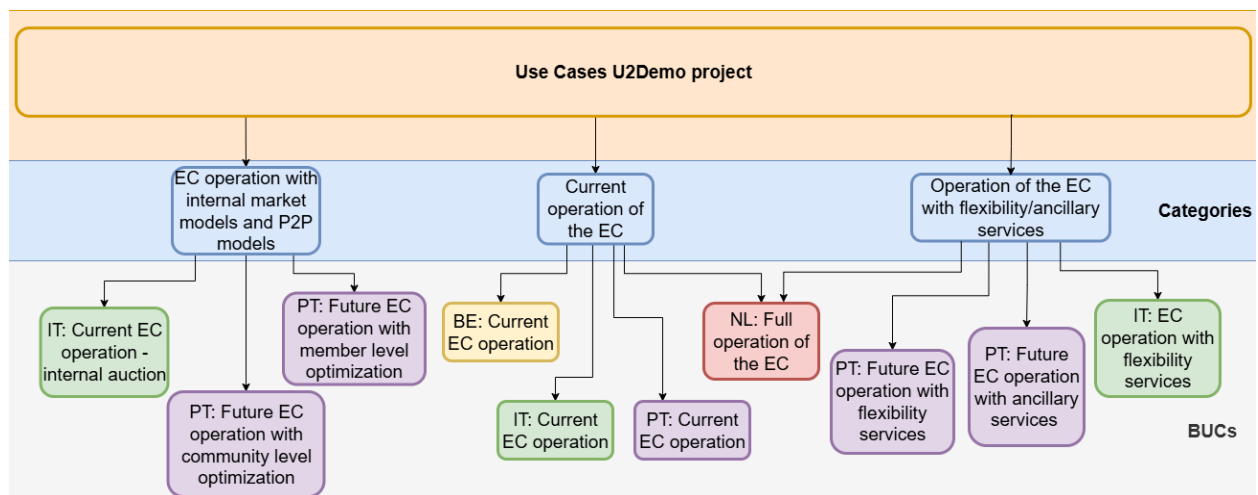 Use Cases U2Demo project
EC operation with
internal market
models and P2P
models
Current
operation of
the EC
Operation of the EC
with flexibility/ancillary
services
Categories
IT: Current EC
operation -
internal auction
PT: Future EC
operation with
community level
optimization
PT: Future EC
operation with
member level
optimization
BE: Current
EC operation
IT: Current
EC operation
PT: Current
EC operation
NL: Full
operation of
the EC
PT: Future EC
operation with
flexibility
services
PT: Future
EC operation
with ancillary
services
IT: EC
operation with
flexibility
services
BUCs